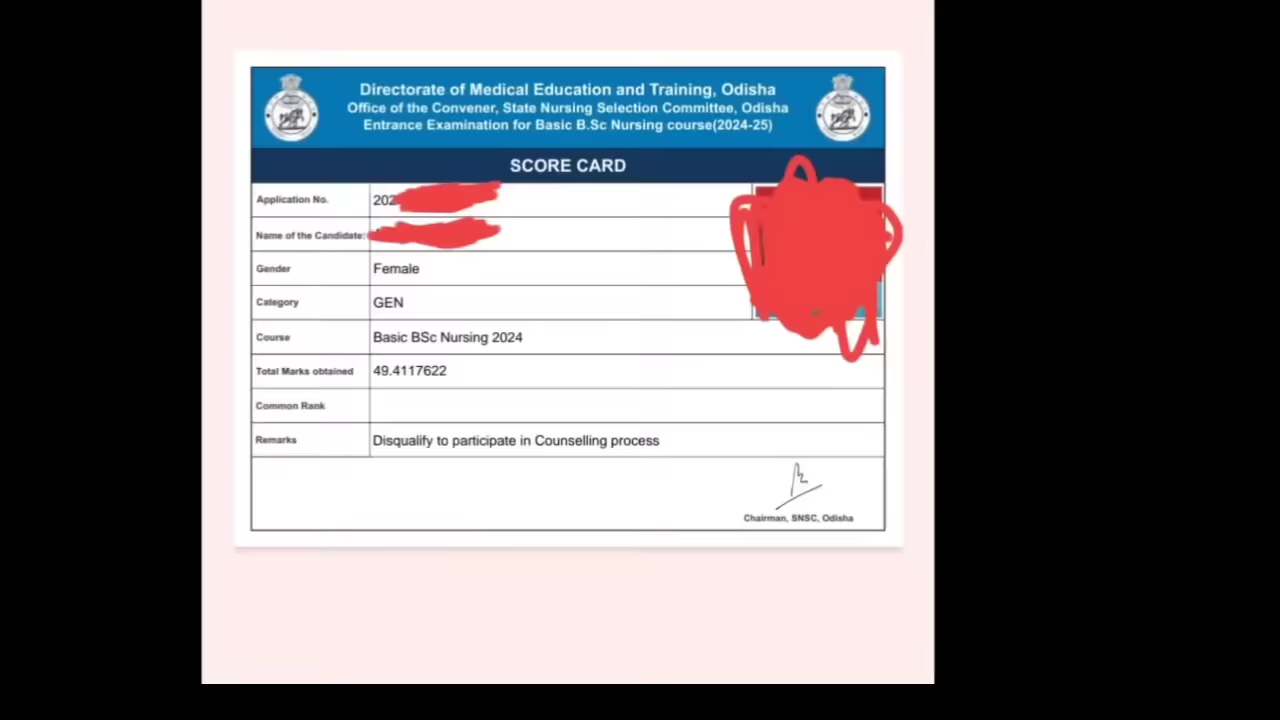 Directorate of Medical Education and Training, Odisha
Office of the Convener, State Nursing Selection Committee, Odisha
Entrance Examination for Basic B.Sc Nursing course(2024-25)
SCORE CARD
Application No. 202
Name of the Candidate:
Gender Female
Category GEN
Course Basic BSc Nursing 2024
Total Marks obtained 49.4117622
Common Rank
Remarks Disqualify to participate in Counselling process
Chairman, SNSC, Odisha